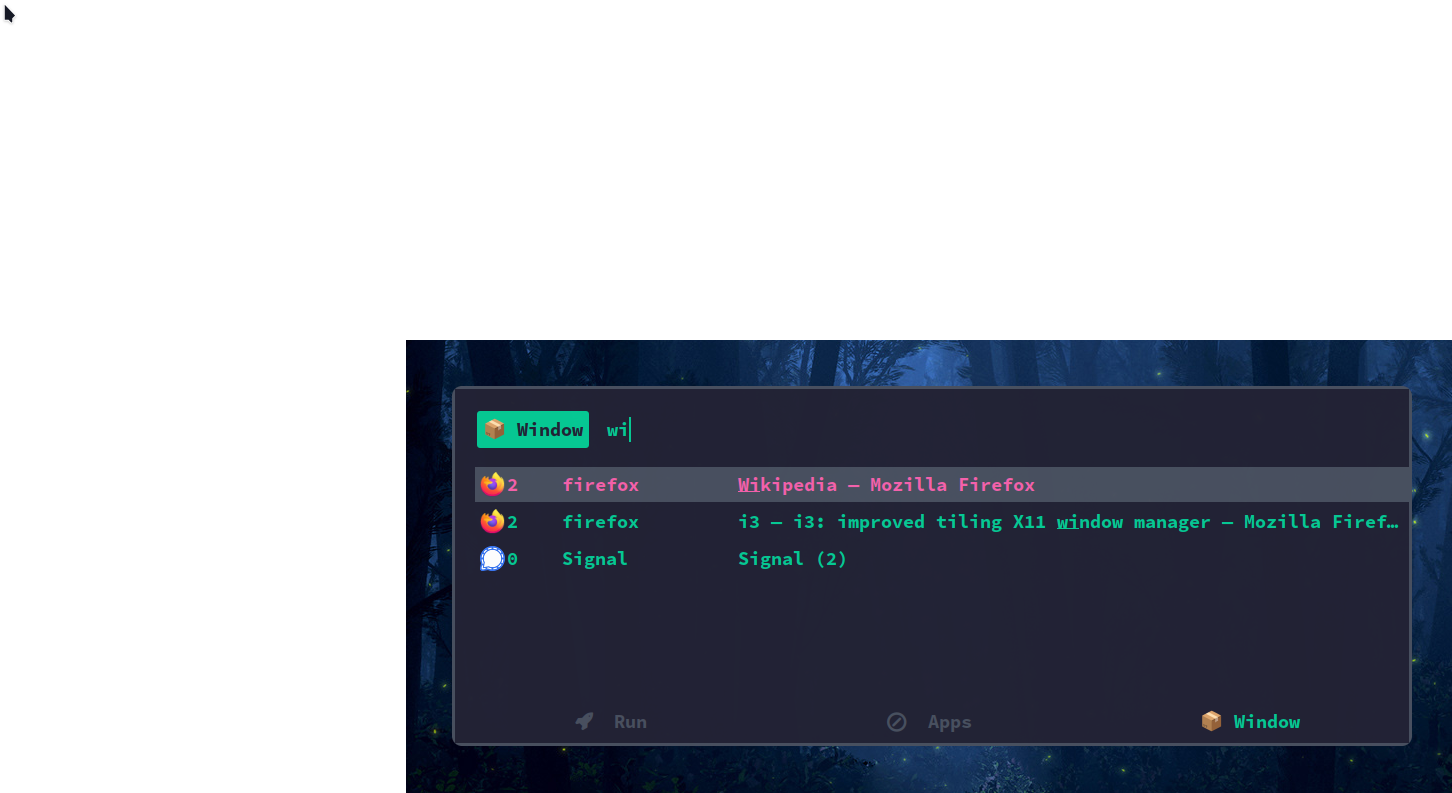 Window wi
2 firefox Wikipedia — Mozilla Firefox
2 firefox i3 – i3: improved tiling X11 window manager — Mozilla Firef…
0 Signal Signal (2)
Run Apps Window